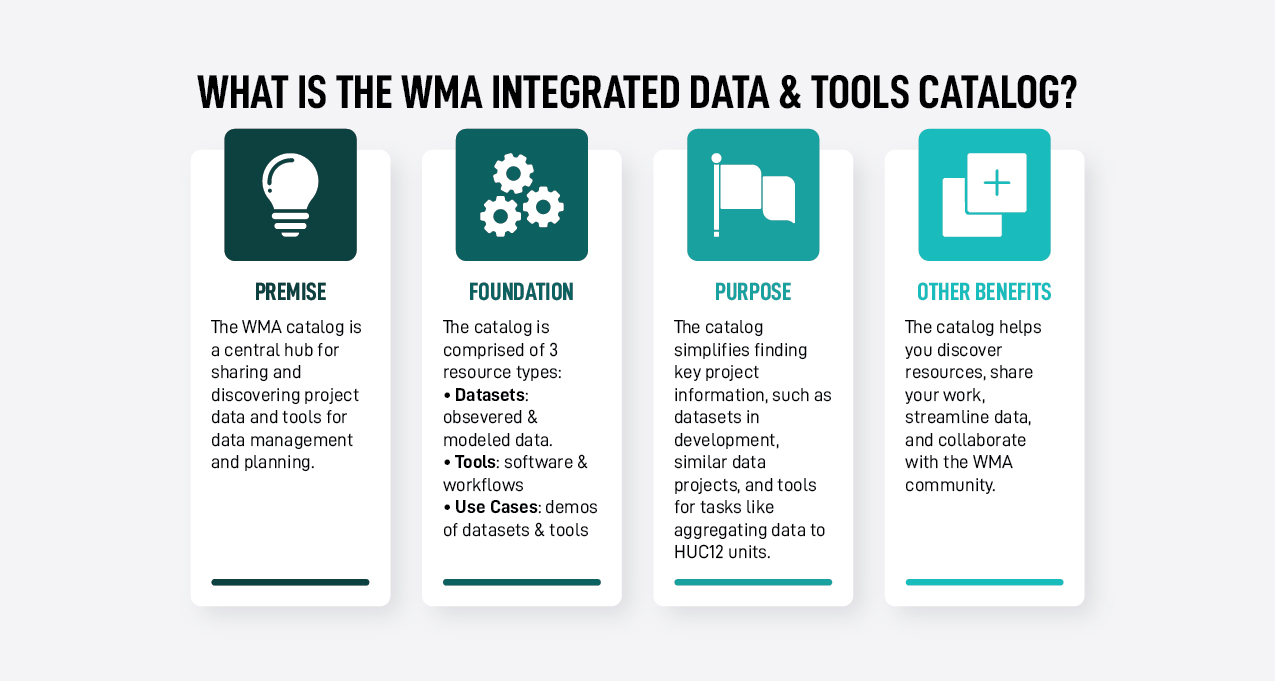 WHAT IS THE WMA INTEGRATED DATA & TOOLS CATALOG?
PREMISE
The WMA catalog is
a central hub for
sharing and
discovering project
data and tools for
data management
and planning.
FOUNDATION
The catalog is
comprised of 3
resource types:
• Datasets:
obsevered &
modeled data.
• Tools: software &
workflows
• Use Cases: demos
of datasets & tools
PURPOSE
The catalog
simplifies finding
key project
information, such as
datasets in
development,
similar data
projects, and tools
for tasks like
aggregating data to
HUC12 units.
OTHER BENEFITS
The catalog helps
you discover
resources, share
your work,
streamline data,
and collaborate
with the WMA
community.